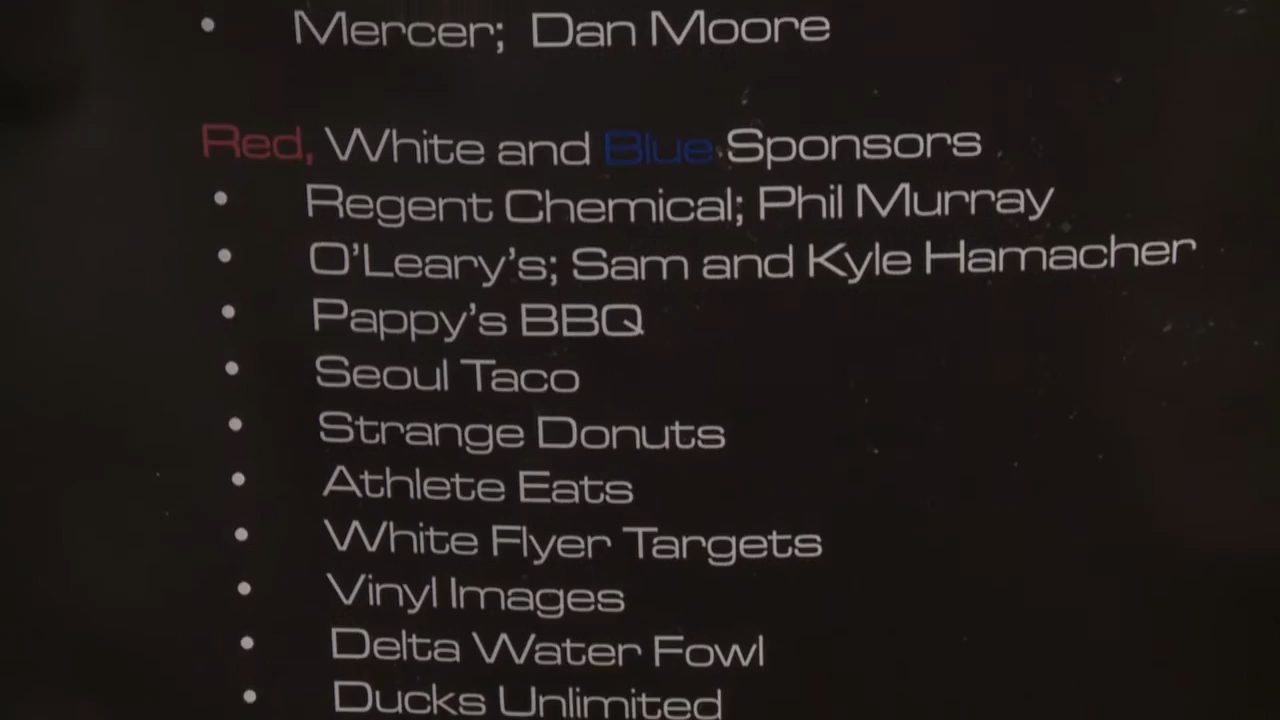 • Mercer; Dan Moore
Red, White and Blue Sponsors
• Regent Chemical; Phil Murray
• O'Leary's; Sam and Kyle Hamacher
• Pappy's BBQ
• Seoul Taco
• Strange Donuts
• Athlete Eats
• White Flyer Targets
• Vinyl Images
• Delta Water Fowl
• Ducks Unlimited